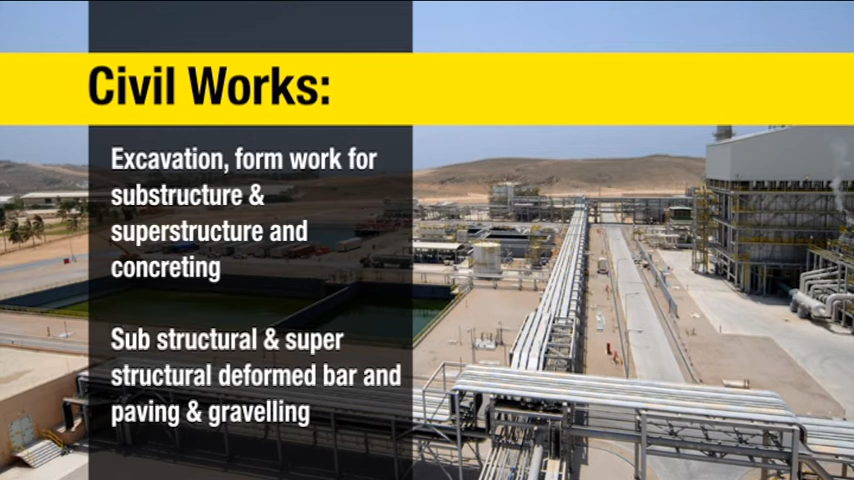 Civil Works:
Excavation, form work for
substructure &
superstructure and
concreting
Sub structural & super
structural deformed bar and
paving & gravelling